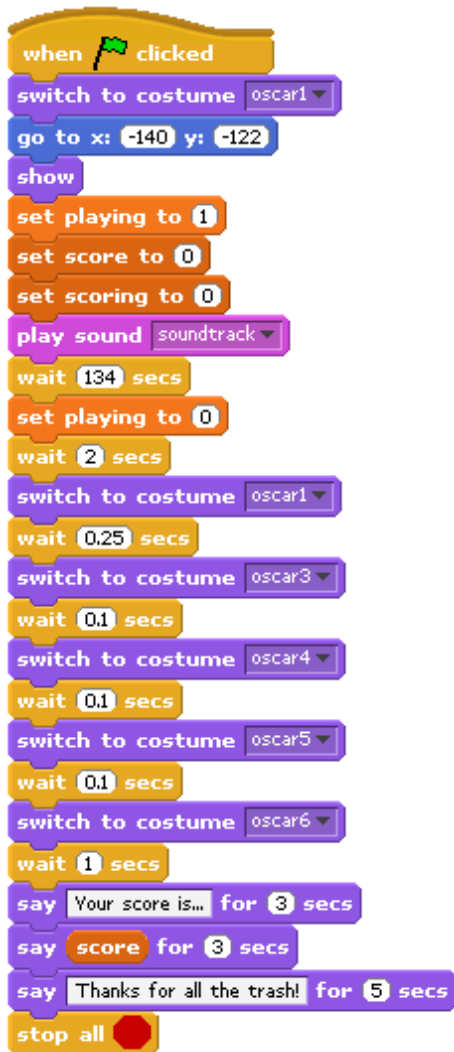 when clicked
switch to costume oscar1
go to x: -140 y: -122
show
set playing to 1
set score to 0
set scoring to 0
play sound soundtrack
wait 134 secs
set playing to 0
wait 2 secs
switch to costume oscar1
wait 0.25 secs
switch to costume oscar3
wait 0.1 secs
switch to costume oscar4
wait 0.1 secs
switch to costume oscar5
wait 0.1 secs
switch to costume oscar6
wait 1 secs
say Your score is... for 3 secs
say score for 3 secs
say Thanks for all the trash! for 5 secs
stop all